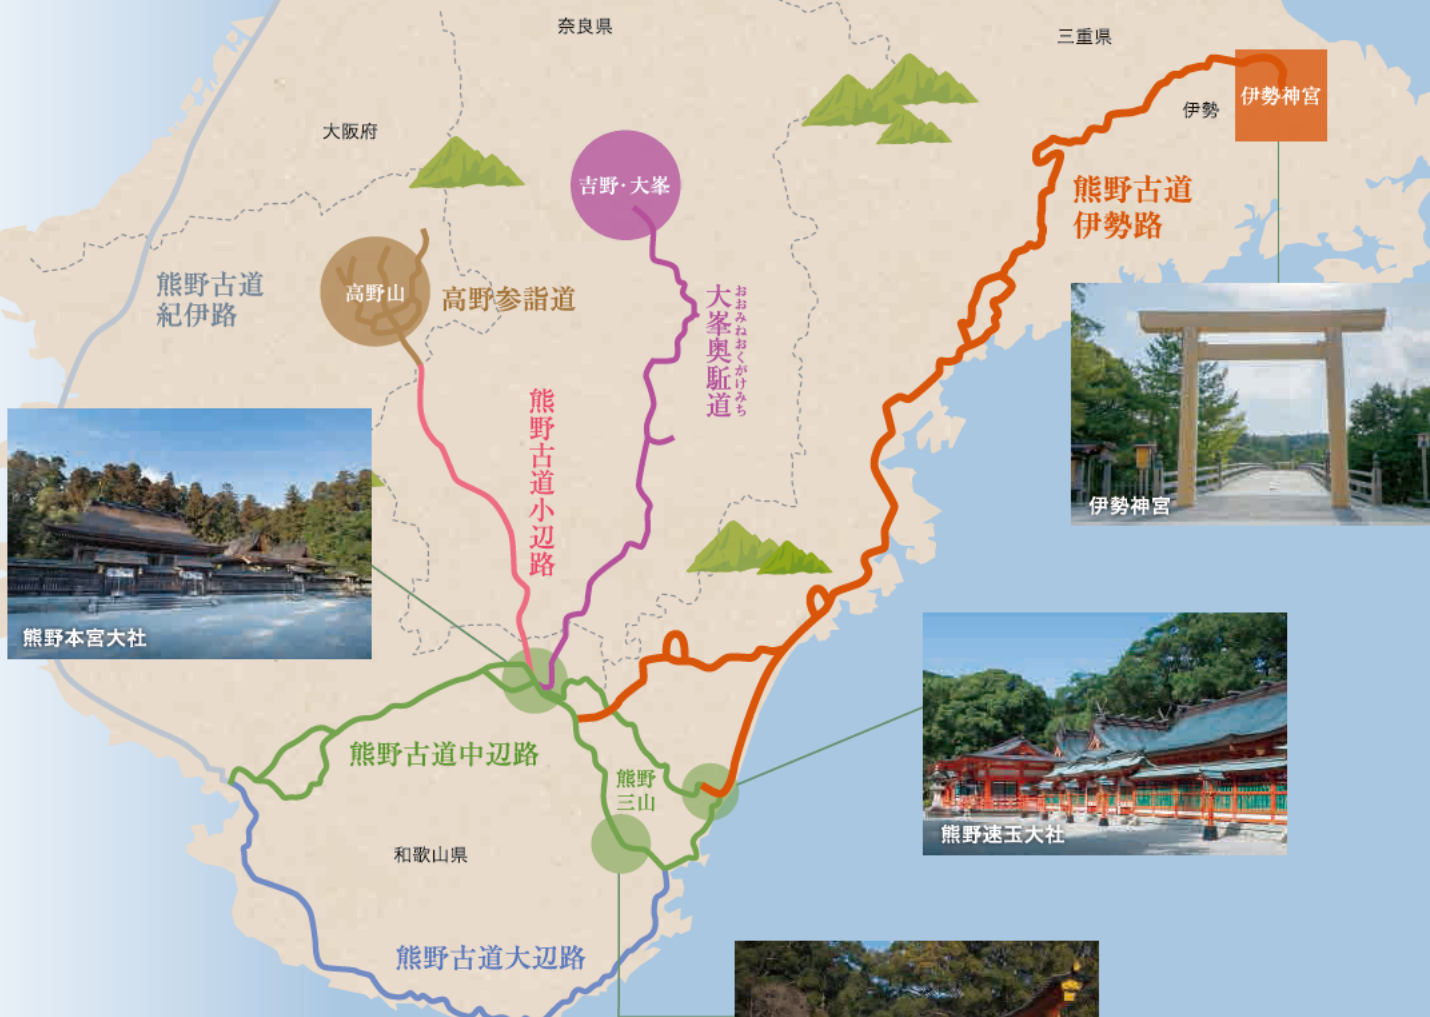 奈良県
三重県
大阪府
伊勢
伊勢神宮
吉野・大峯
熊野古道
伊勢路
熊野古道
紀伊路
高野山
高野参詣道
大峯奥駈道
おおみねおくがけみち
熊野古道小辺路
伊勢神宮
熊野本宮大社
熊野古道中辺路
熊野
三山
熊野速玉大社
和歌山県
熊野古道大辺路